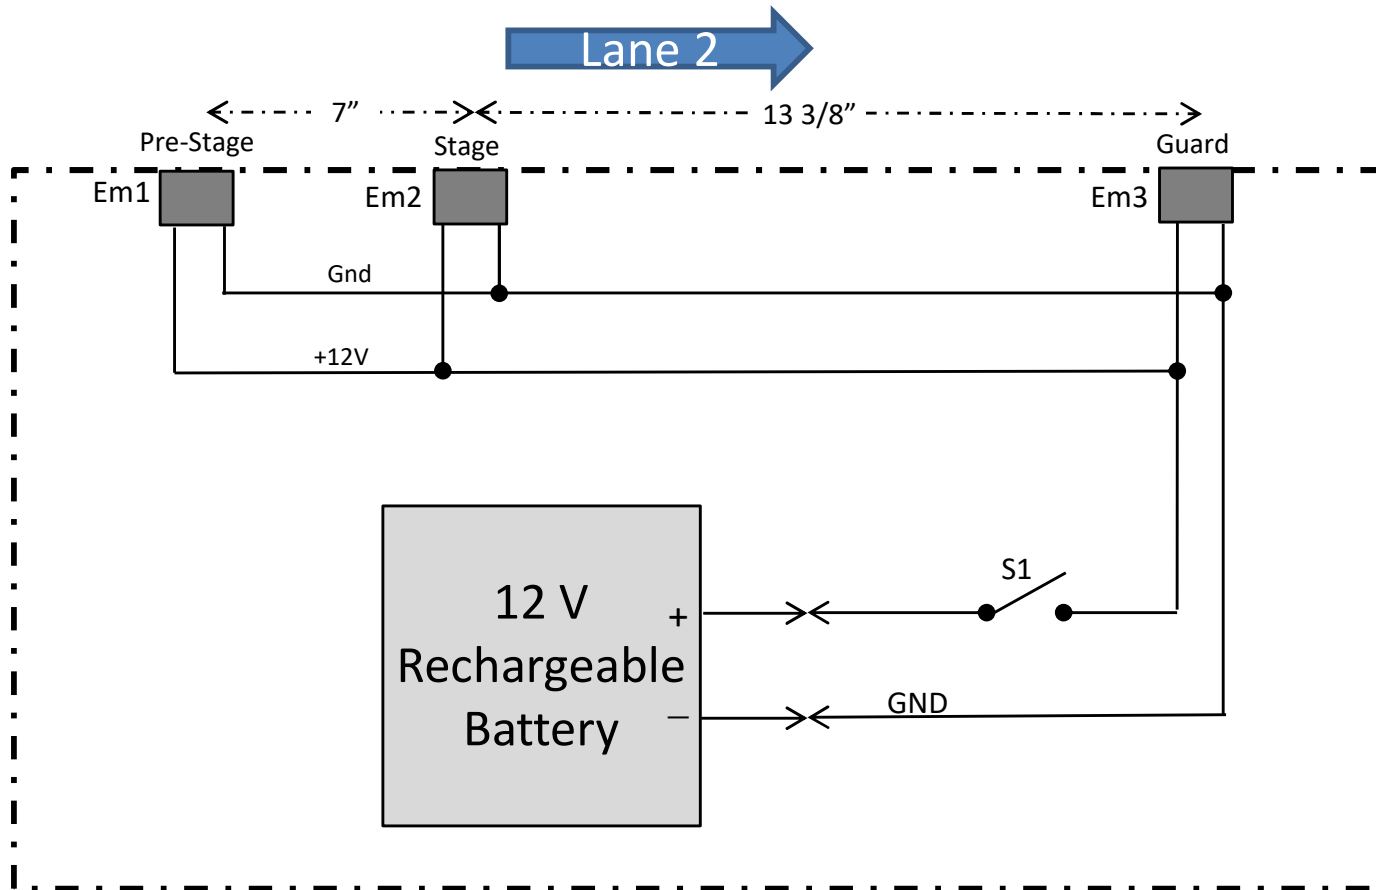 Lane 2
7”
13 3/8”
Pre-Stage
Stage
Guard
Em1
Em2
Em3
Gnd
+12V
S1
12 V
+
Rechargeable
GND
Battery
_